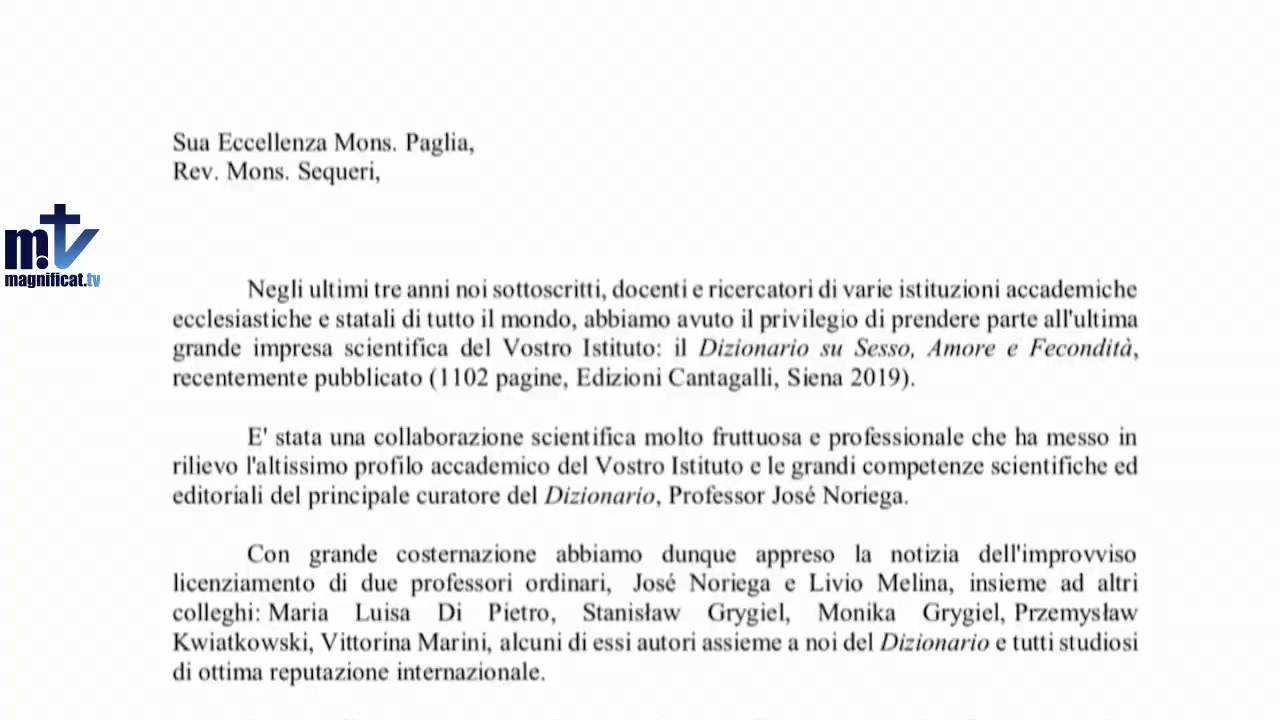 Sua Eccellenza Mons. Paglia,
Rev. Mons. Sequeri,
mtv
magnificat.tv
Negli ultimi tre anni noi sottoscritti, docenti e ricercatori di varie istituzioni accademiche
ecclesiastiche e statali di tutto il mondo, abbiamo avuto il privilegio di prendere parte all'ultima
grande impresa scientifica del Vostro Istituto: il Dizionario su Sesso, Amore e Fecondità,
recentemente pubblicato (1102 pagine, Edizioni Cantagalli, Siena 2019).
E' stata una collaborazione scientifica molto fruttuosa e professionale che ha messo in
rilievo l'altissimo profilo accademico del Vostro Istituto e le grandi competenze scientifiche ed
editoriali del principale curatore del Dizionario, Professor José Noriega.
Con grande costernazione abbiamo dunque appreso la notizia dell'improvviso
licenziamento di due professori ordinari, José Noriega e Livio Melina, insieme ad altri
colleghi: Maria Luisa Di Pietro, Stanisław Grygiel, Monika Grygiel, Przemysław
Kwiatkowski, Vittorina Marini, alcuni di essi autori assieme a noi del Dizionario e tutti studiosi
di ottima reputazione internazionale.